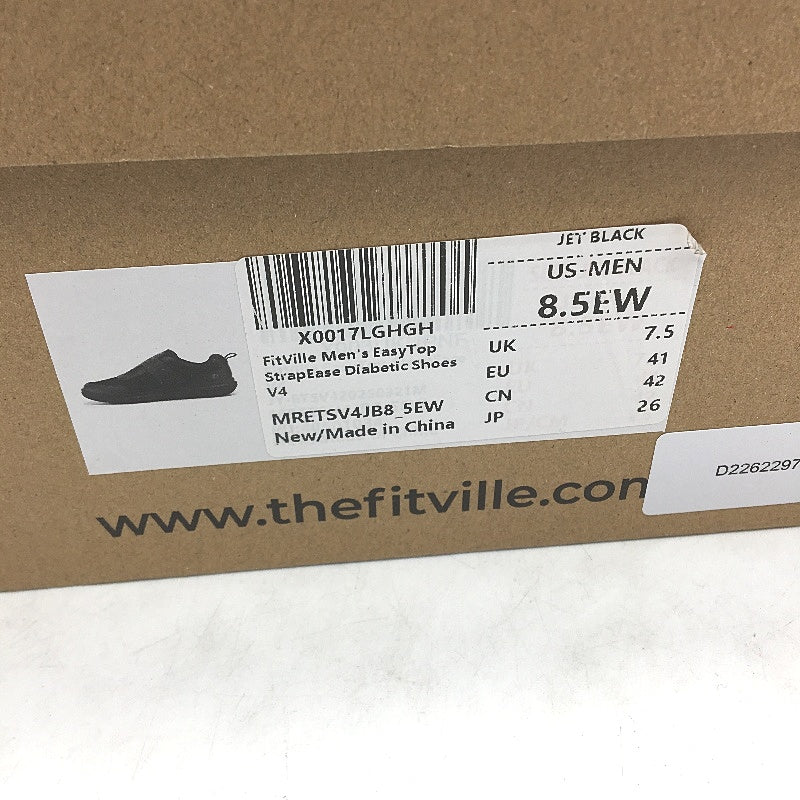 JET BLACK
US-MEN
8.5EW
X0017LGHGH
FitVille Men's EasyTop
StrapEase Diabetic Shoes
V4
MRETSV4JB8_5EW
New/Made in China
UK 7.5
EU 41
CN 42
JP 26
www.thefitville.com
D2262297